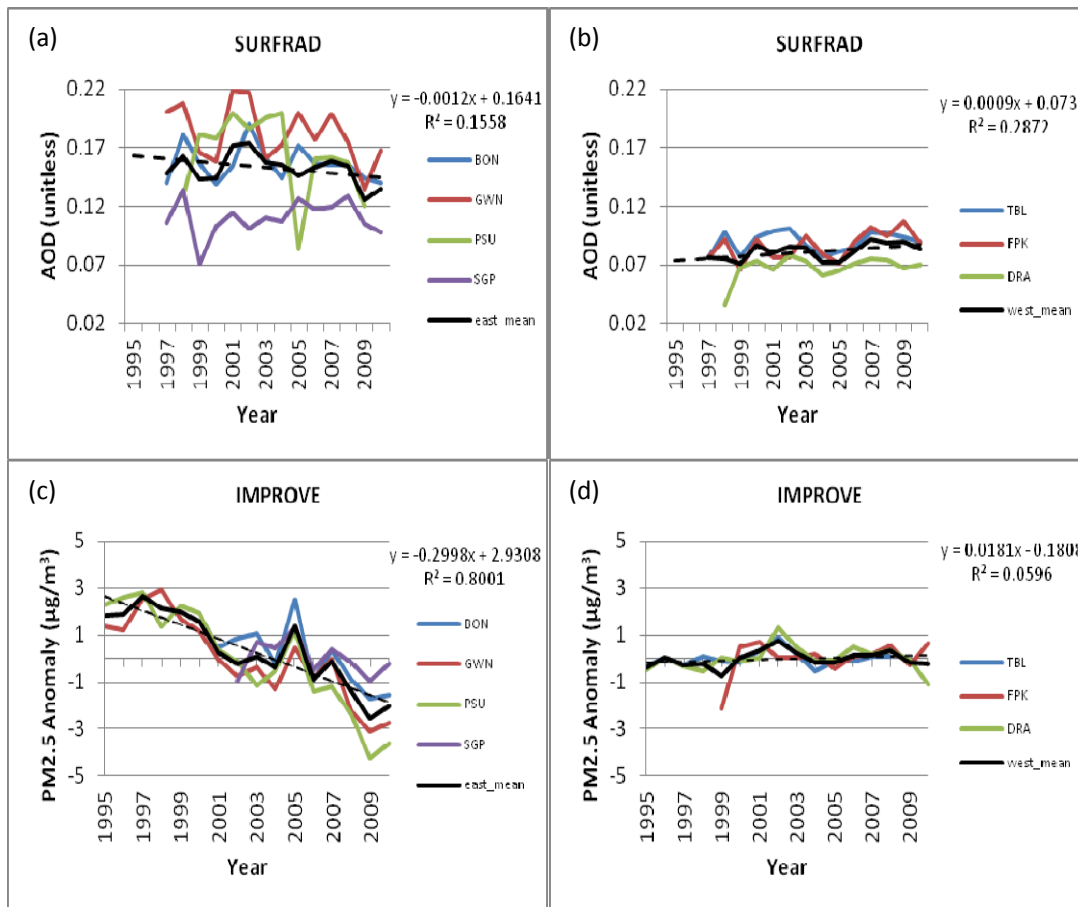 (a)
SURFRAD
AOD (unitless)
0.22
0.17
0.12
0.07
0.02
1995
1997
1999
2001
2003
2005
2007
2009
Year
y = -0.0012x + 0.1641
R² = 0.1558
BON
GWN
PSU
SGP
east_mean
(b)
SURFRAD
AOD (unitless)
0.22
0.17
0.12
0.07
0.02
1995
1997
1999
2001
2003
2005
2007
2009
Year
y = 0.0009x + 0.073
R² = 0.2872
TBL
FPK
DRA
west_mean
(c)
IMPROVE
PM2.5 Anomaly (µg/m³)
5
3
1
-1
-3
-5
1995
1997
1999
2001
2003
2005
2007
2009
Year
y = -0.2998x + 2.9308
R² = 0.8001
BON
GWN
PSU
SGP
east_mean
(d)
IMPROVE
PM2.5 Anomaly (µg/m³)
5
3
1
-1
-3
-5
1995
1997
1999
2001
2003
2005
2007
2009
Year
y = 0.0181x - 0.1808
R² = 0.0596
TBL
FPK
DRA
west_mean